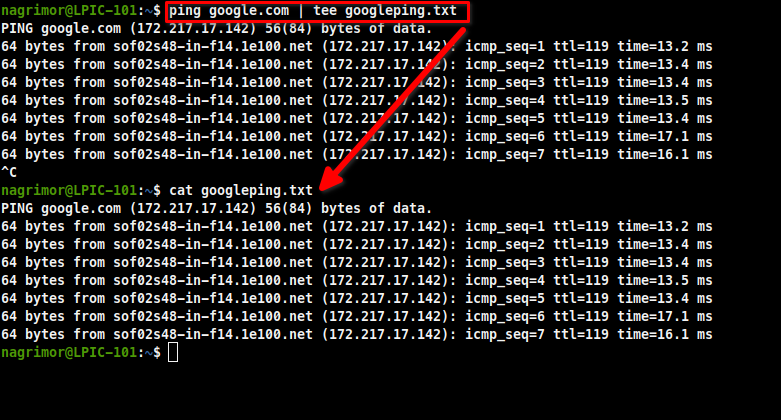 nagrimor@LPIC-101:~$ ping google.com | tee googleping.txt
PING google.com (172.217.17.142) 56(84) bytes of data.
64 bytes from sof02s48-in-f14.1e100.net (172.217.17.142): icmp_seq=1 ttl=119 time=13.2 ms
64 bytes from sof02s48-in-f14.1e100.net (172.217.17.142): icmp_seq=2 ttl=119 time=13.4 ms
64 bytes from sof02s48-in-f14.1e100.net (172.217.17.142): icmp_seq=3 ttl=119 time=13.4 ms
64 bytes from sof02s48-in-f14.1e100.net (172.217.17.142): icmp_seq=4 ttl=119 time=13.5 ms
64 bytes from sof02s48-in-f14.1e100.net (172.217.17.142): icmp_seq=5 ttl=119 time=13.4 ms
64 bytes from sof02s48-in-f14.1e100.net (172.217.17.142): icmp_seq=6 ttl=119 time=17.1 ms
64 bytes from sof02s48-in-f14.1e100.net (172.217.17.142): icmp_seq=7 ttl=119 time=16.1 ms
^C
nagrimor@LPIC-101:~$ cat googleping.txt
PING google.com (172.217.17.142) 56(84) bytes of data.
64 bytes from sof02s48-in-f14.1e100.net (172.217.17.142): icmp_seq=1 ttl=119 time=13.2 ms
64 bytes from sof02s48-in-f14.1e100.net (172.217.17.142): icmp_seq=2 ttl=119 time=13.4 ms
64 bytes from sof02s48-in-f14.1e100.net (172.217.17.142): icmp_seq=3 ttl=119 time=13.4 ms
64 bytes from sof02s48-in-f14.1e100.net (172.217.17.142): icmp_seq=4 ttl=119 time=13.5 ms
64 bytes from sof02s48-in-f14.1e100.net (172.217.17.142): icmp_seq=5 ttl=119 time=13.4 ms
64 bytes from sof02s48-in-f14.1e100.net (172.217.17.142): icmp_seq=6 ttl=119 time=17.1 ms
64 bytes from sof02s48-in-f14.1e100.net (172.217.17.142): icmp_seq=7 ttl=119 time=16.1 ms
nagrimor@LPIC-101:~$